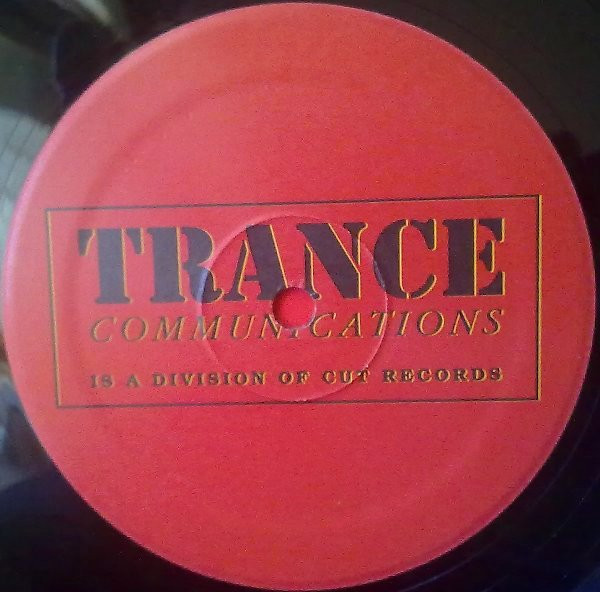 TRANCE
COMMUNICATIONS
IS A DIVISION OF CUT RECORDS